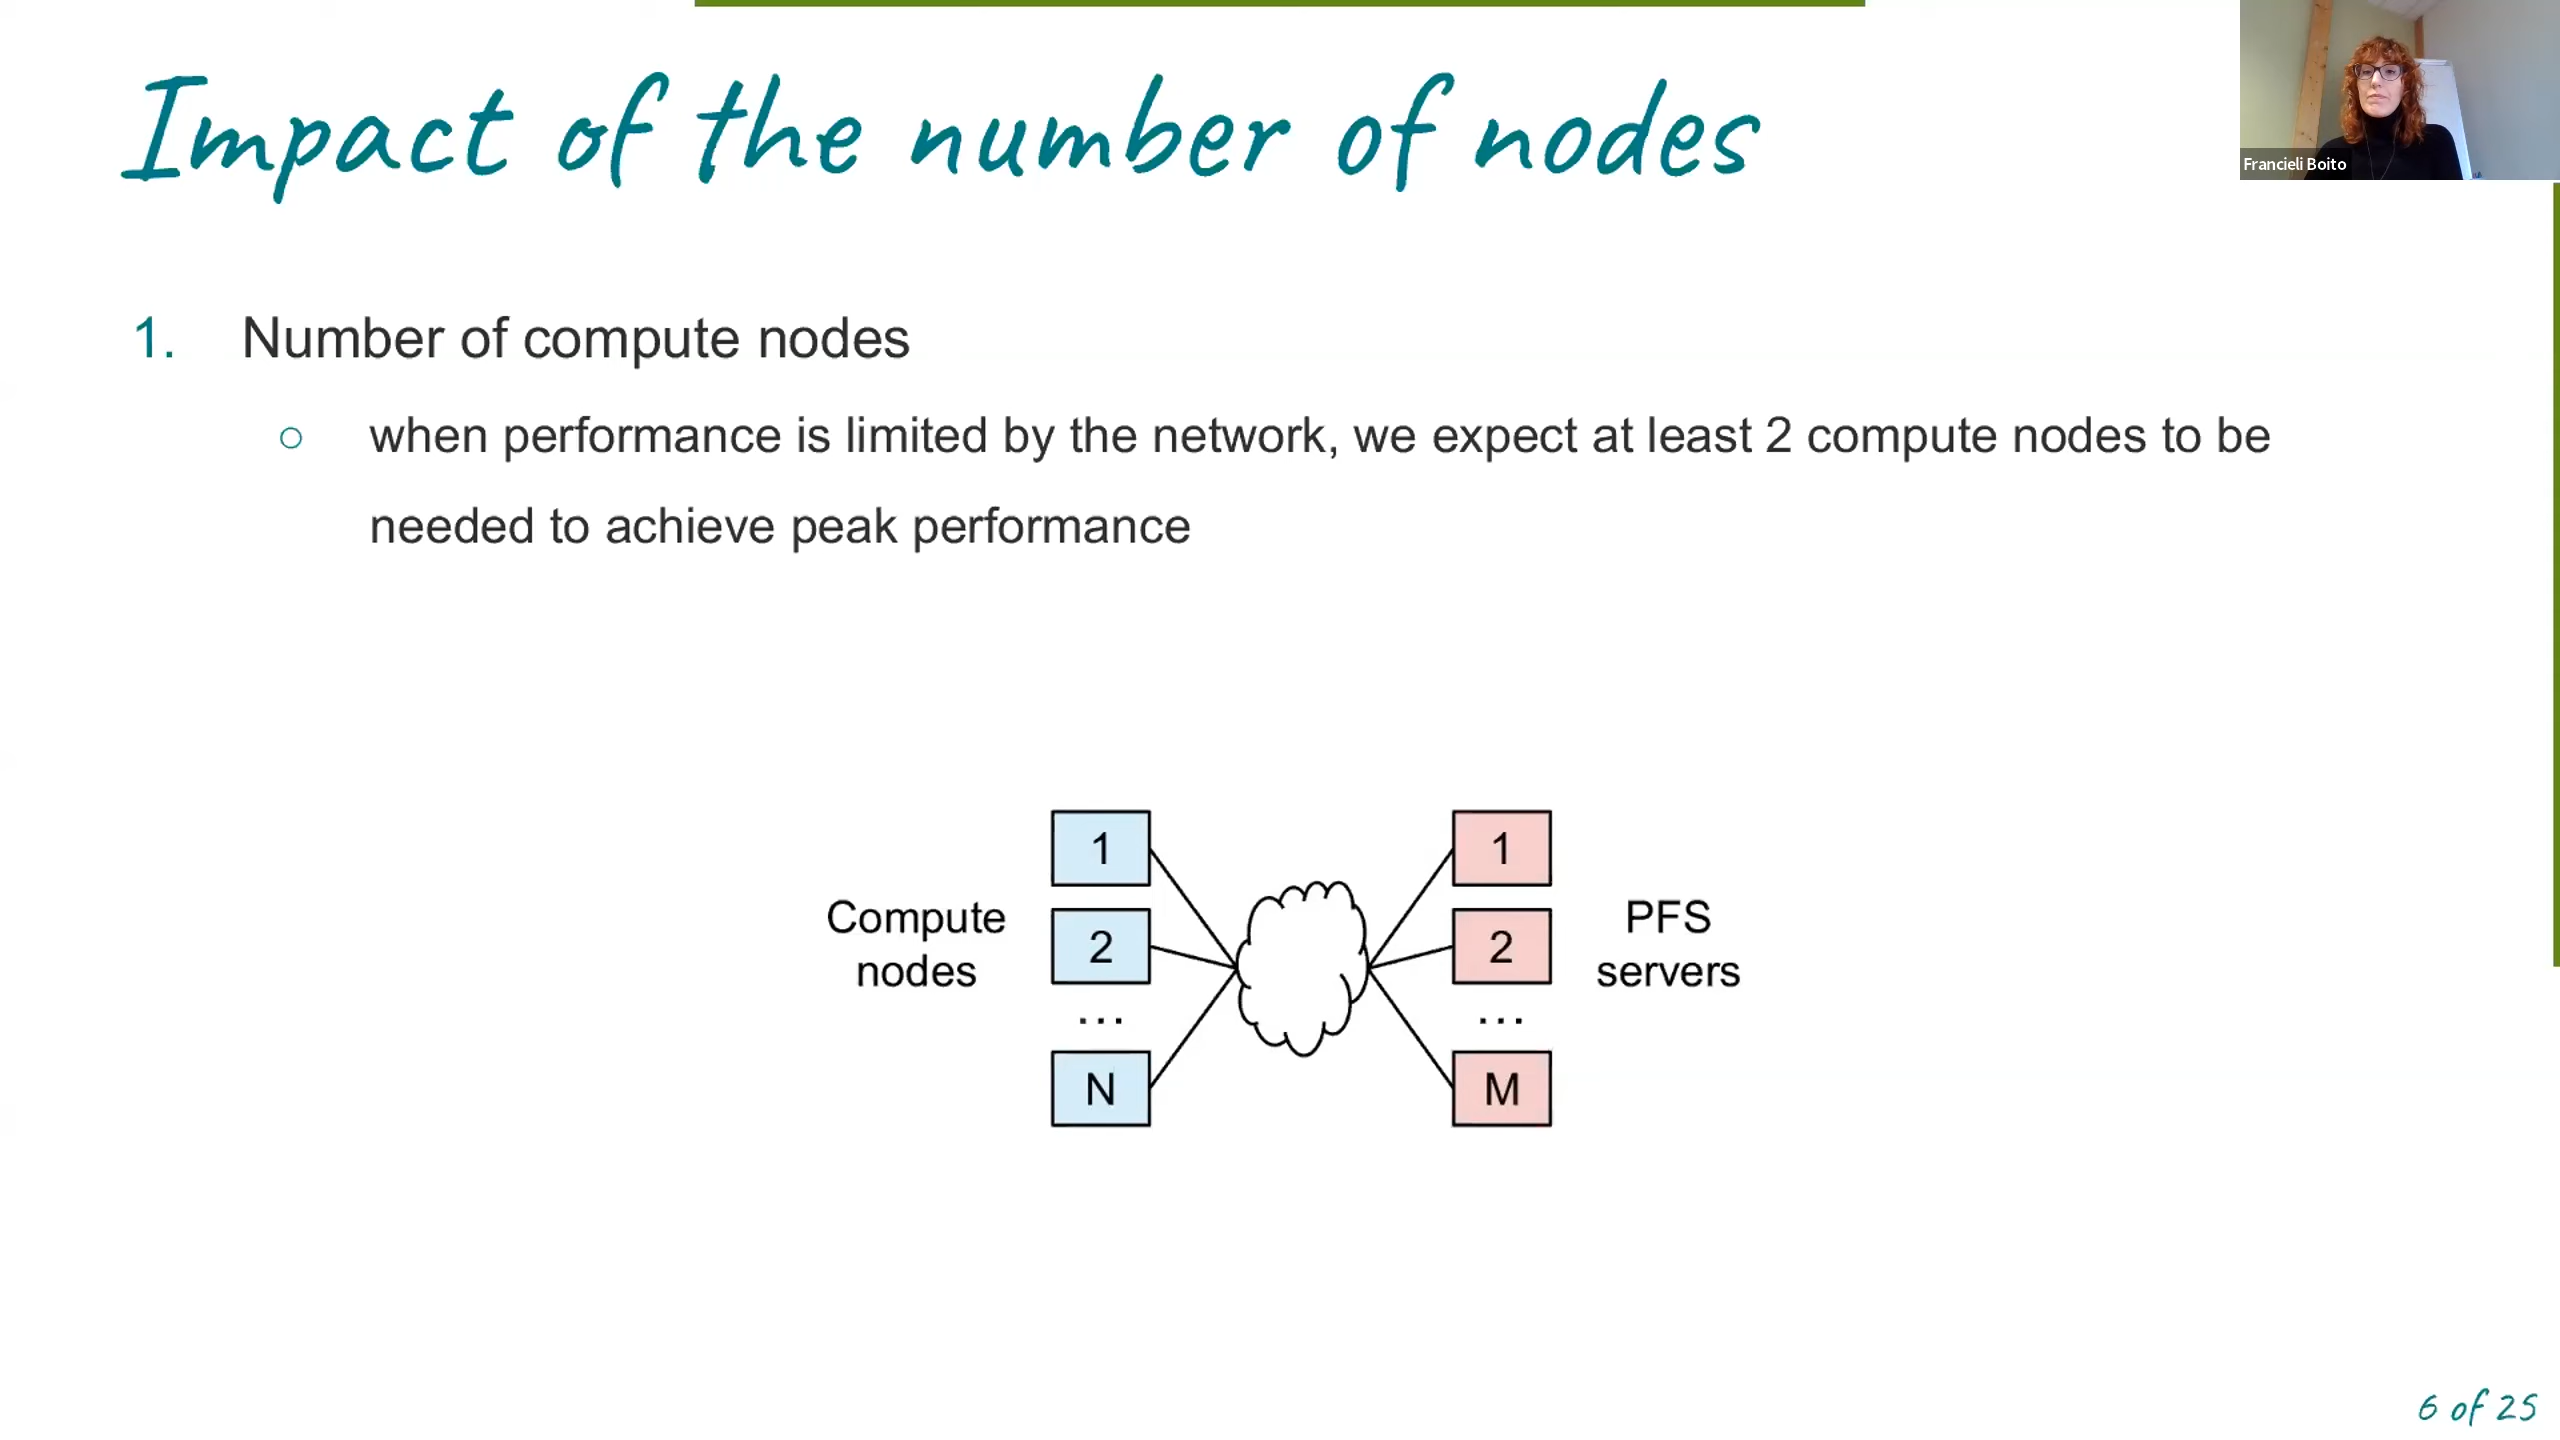 Impact of the number of nodes
Francieli Boito
1. Number of compute nodes
○ when performance is limited by the network, we expect at least 2 compute nodes to be
needed to achieve peak performance
Compute
nodes
1
2
...
N
1
2
...
M
PFS
servers
6 of 25